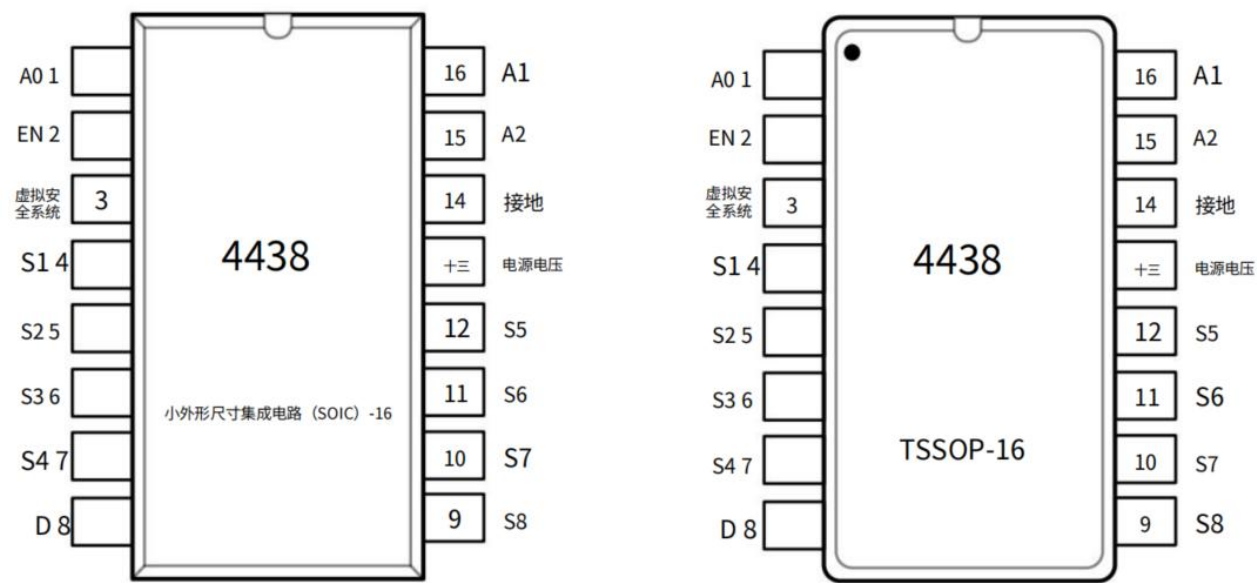 A0 1
EN 2
虚拟安
全系统
3
S1 4
S2 5
S3 6
S4 7
D 8
4438
小外形尺寸集成电路（SOIC）-16
16 A1
15 A2
14 接地
十三 电源电压
12 S5
11 S6
10 S7
9 S8
A0 1
EN 2
虚拟安
全系统
3
S1 4
S2 5
S3 6
S4 7
D 8
4438
TSSOP-16
16 A1
15 A2
14 接地
十三 电源电压
12 S5
11 S6
10 S7
9 S8